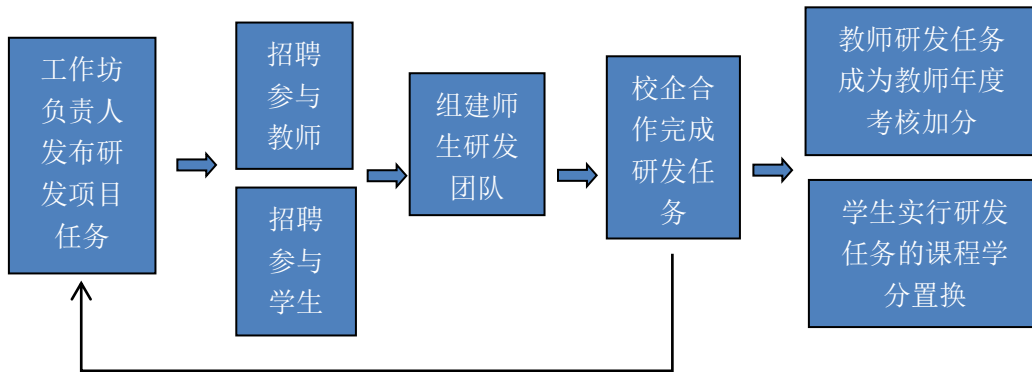 工作坊
负责人
发布研
发项目
任务
招聘
参与
教师
招聘
参与
学生
组建师
生研发
团队
校企合
作完成
研发任
务
教师研发任务
成为教师年度
考核加分
学生实行研发
任务的课程学
分置换